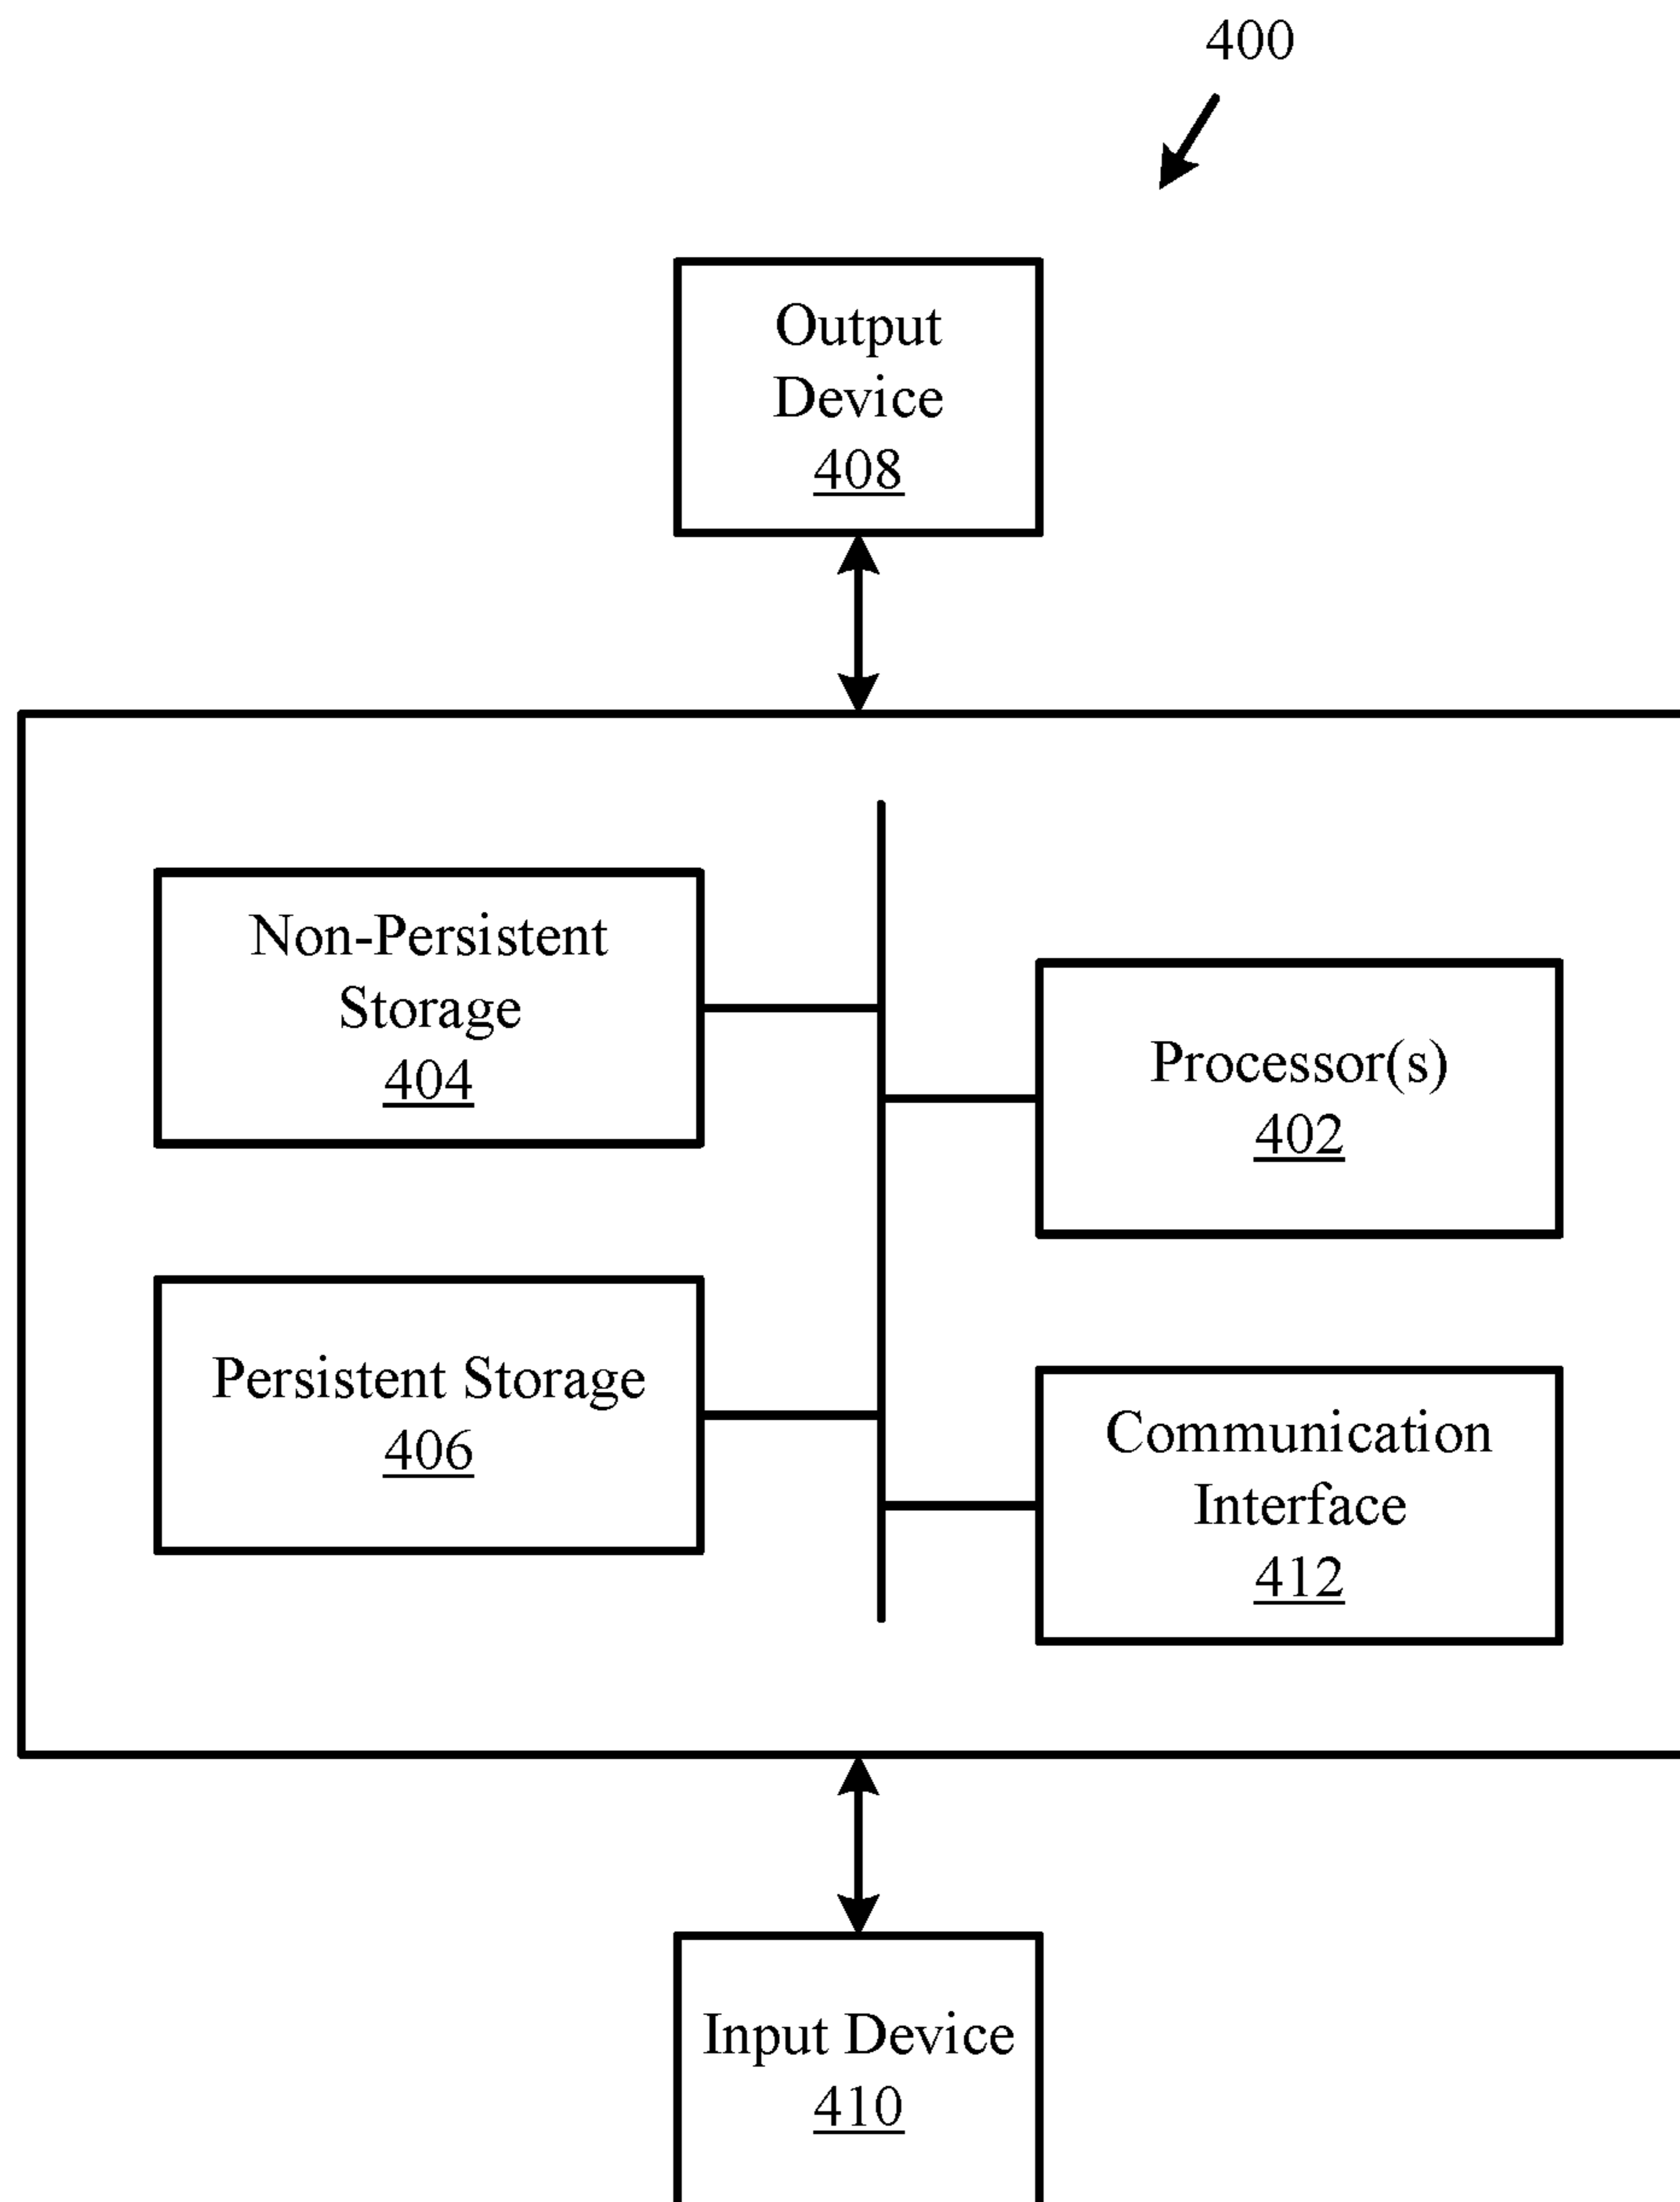 400
Output
Device
408
Non-Persistent
Storage
404
Processor(s)
402
Persistent Storage
406
Communication
Interface
412
Input Device
410